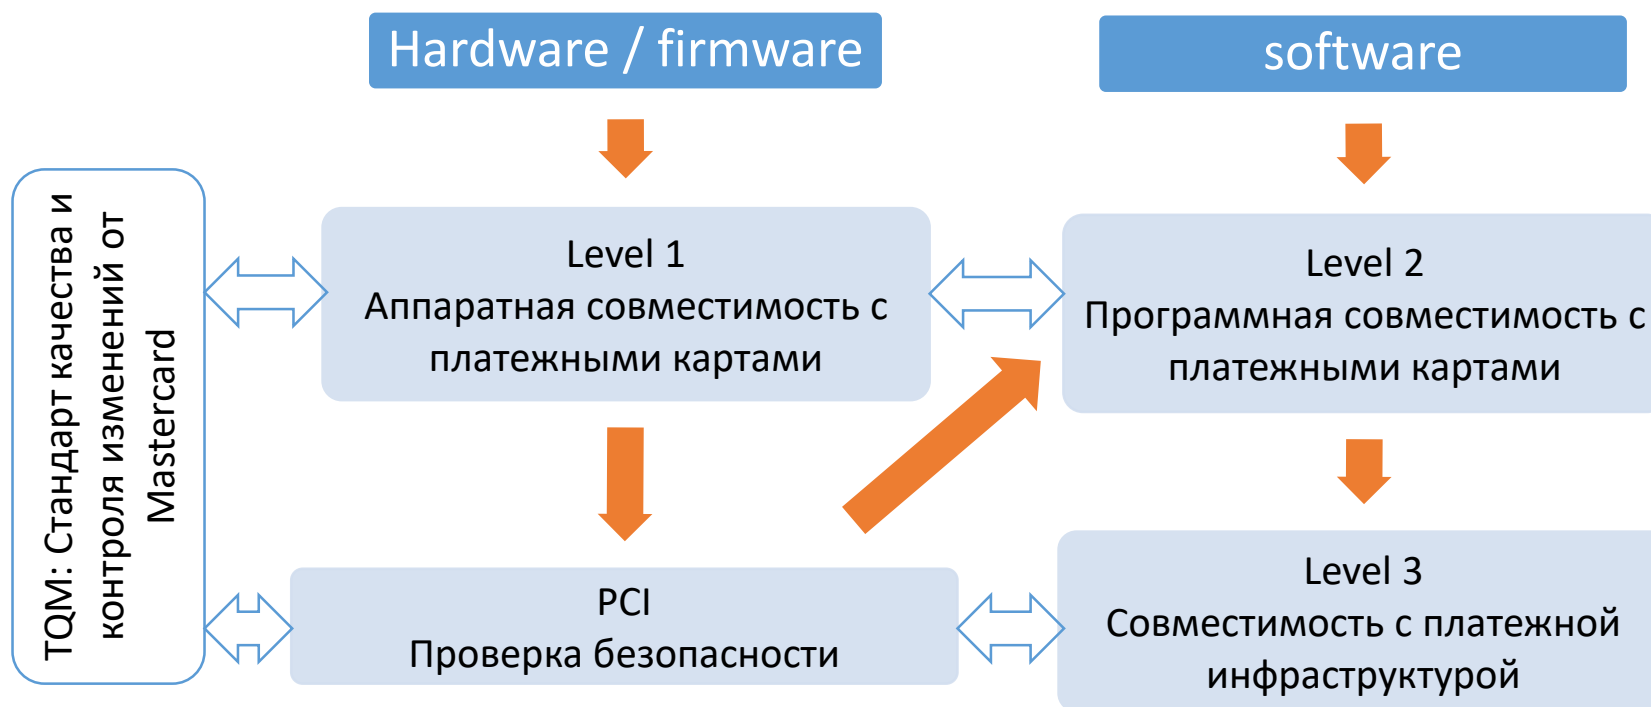 Hardware / firmware
software
TQM: Стандарт качества и
контроля изменений от
Mastercard
Level 1
Аппаратная совместимость с
платежными картами
Level 2
Программная совместимость с
платежными картами
PCI
Проверка безопасности
Level 3
Совместимость с платежной
инфраструктурой